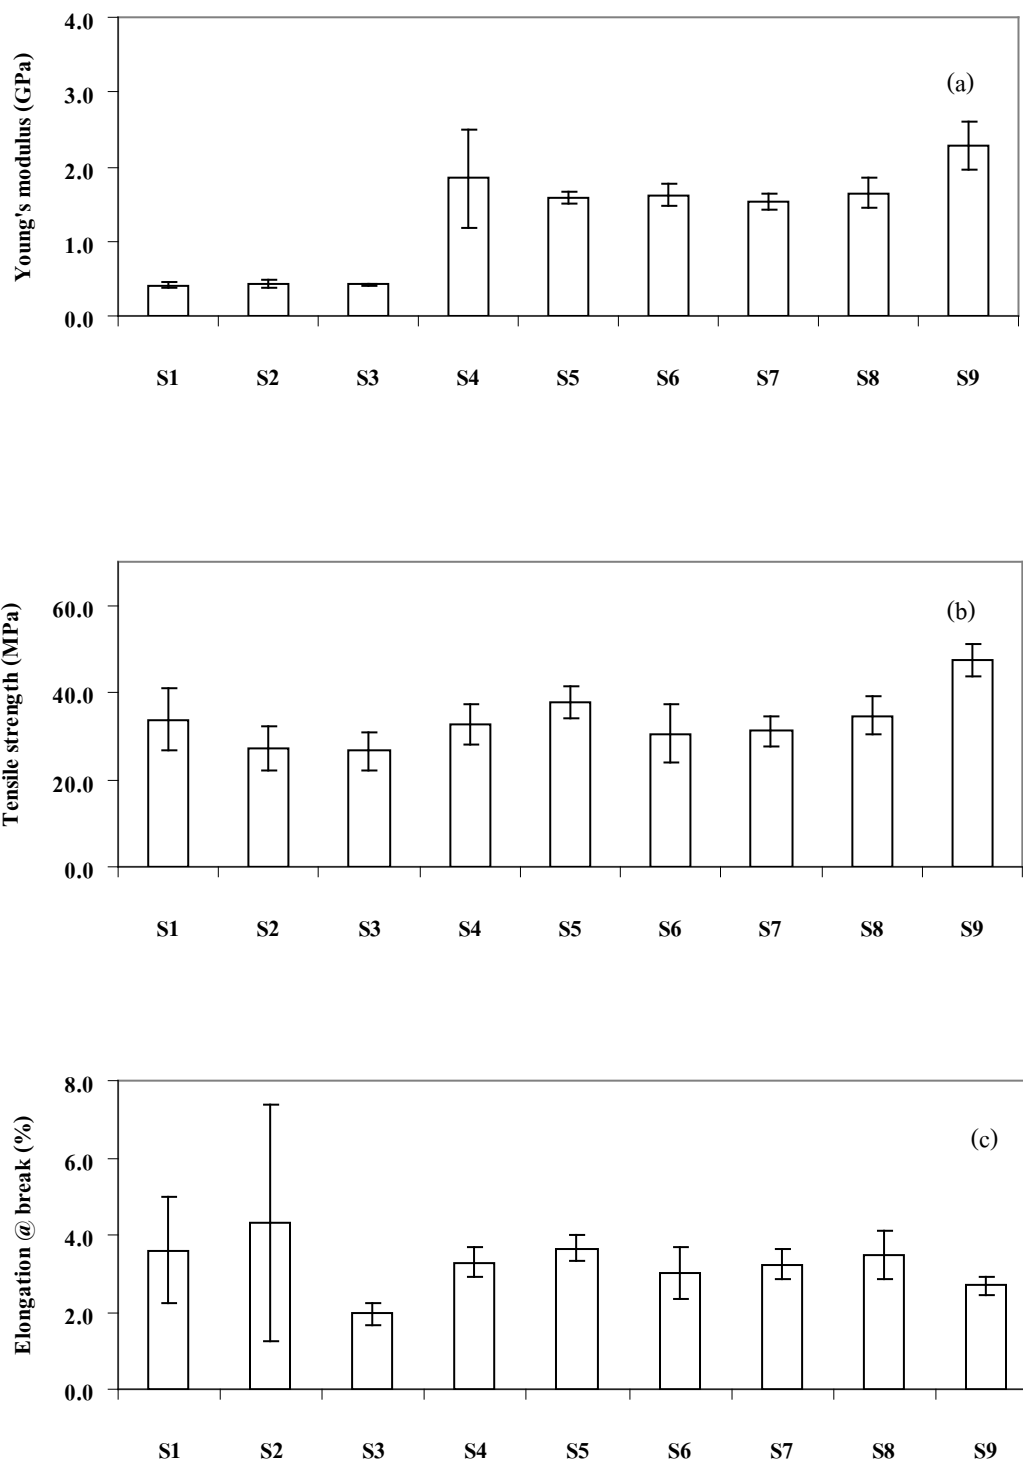 4.0
(a)
3.0
2.0
1.0
0.0
Young's modulus (GPa)
S1 S2 S3 S4 S5 S6 S7 S8 S9
60.0
(b)
40.0
20.0
0.0
Tensile strength (MPa)
S1 S2 S3 S4 S5 S6 S7 S8 S9
8.0
(c)
6.0
4.0
2.0
0.0
Elongation @ break (%)
S1 S2 S3 S4 S5 S6 S7 S8 S9